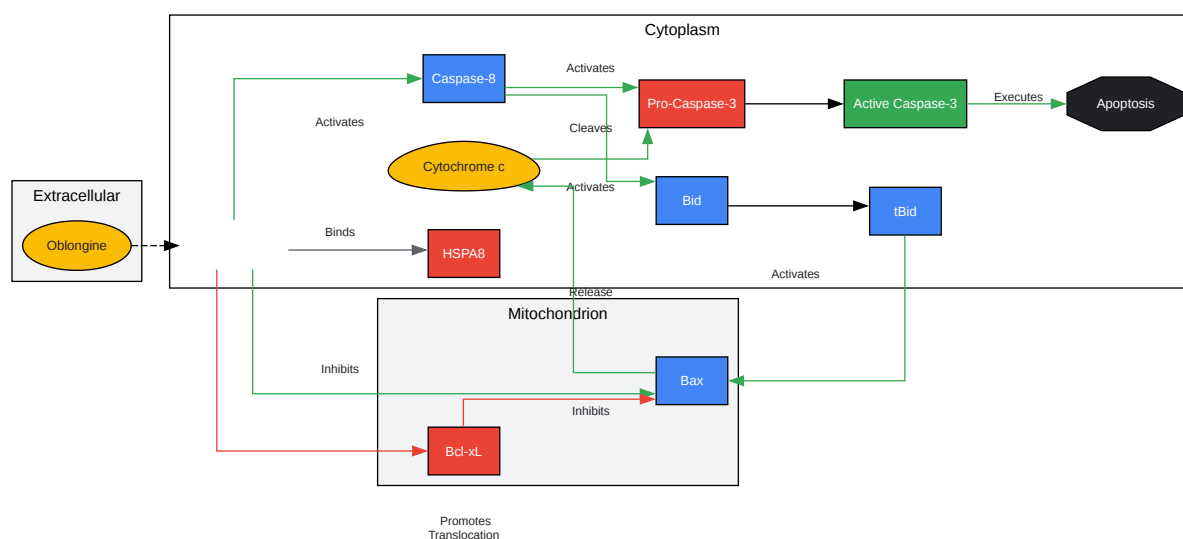 Cytoplasm
Caspase-8
Activates
Pro-Caspase-3
Active Caspase-3
Executes
Apoptosis
Activates
Cleaves
Cytochrome c
Activates
Extracellular
Bid
tBid
Oblongine
Binds
HSPA8
Activates
Release
Mitochondrion
Inhibits
Bax
Inhibits
Bcl-xL
Promotes
Translocation